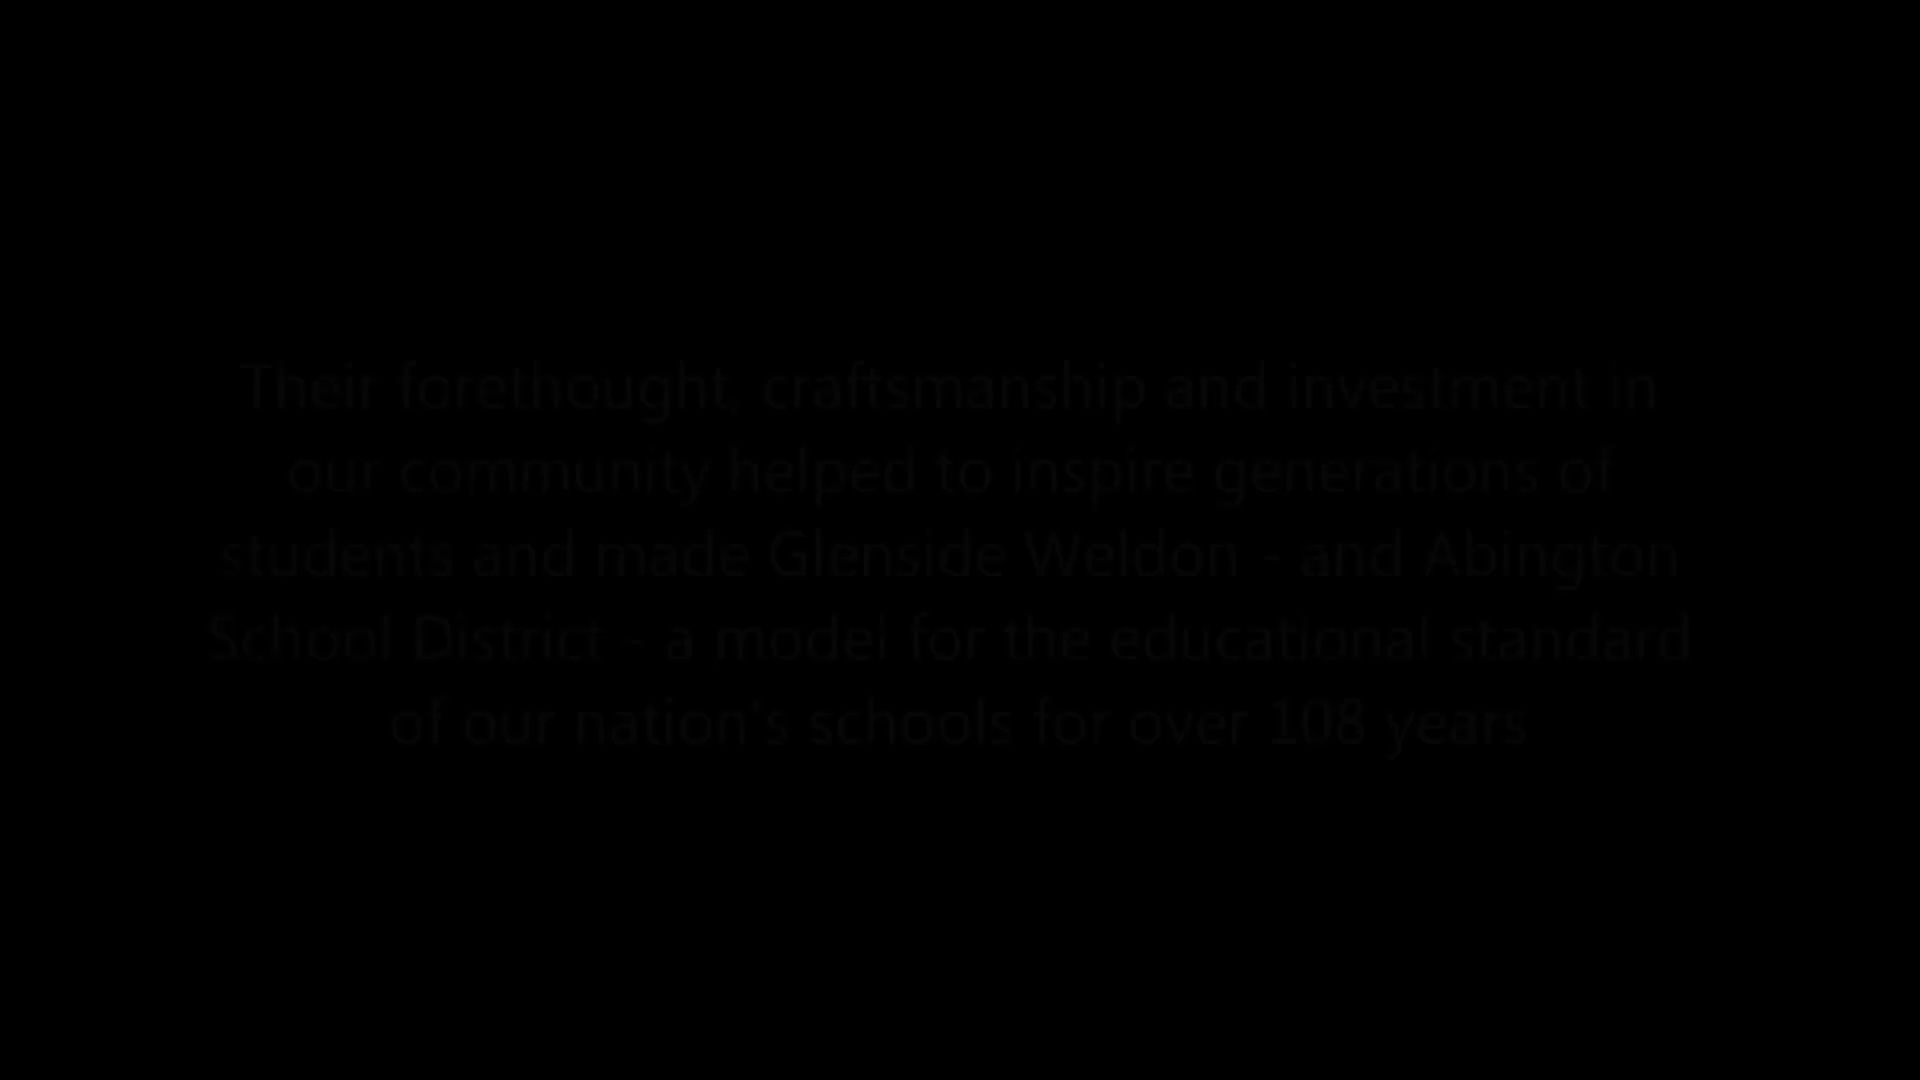 Their forethought, craftsmanship and investment in
our community helped to inspire generations of
students and made Glenside Weldon - and Abington
School District - a model for the educational standard
of our nation's schools for over 108 years